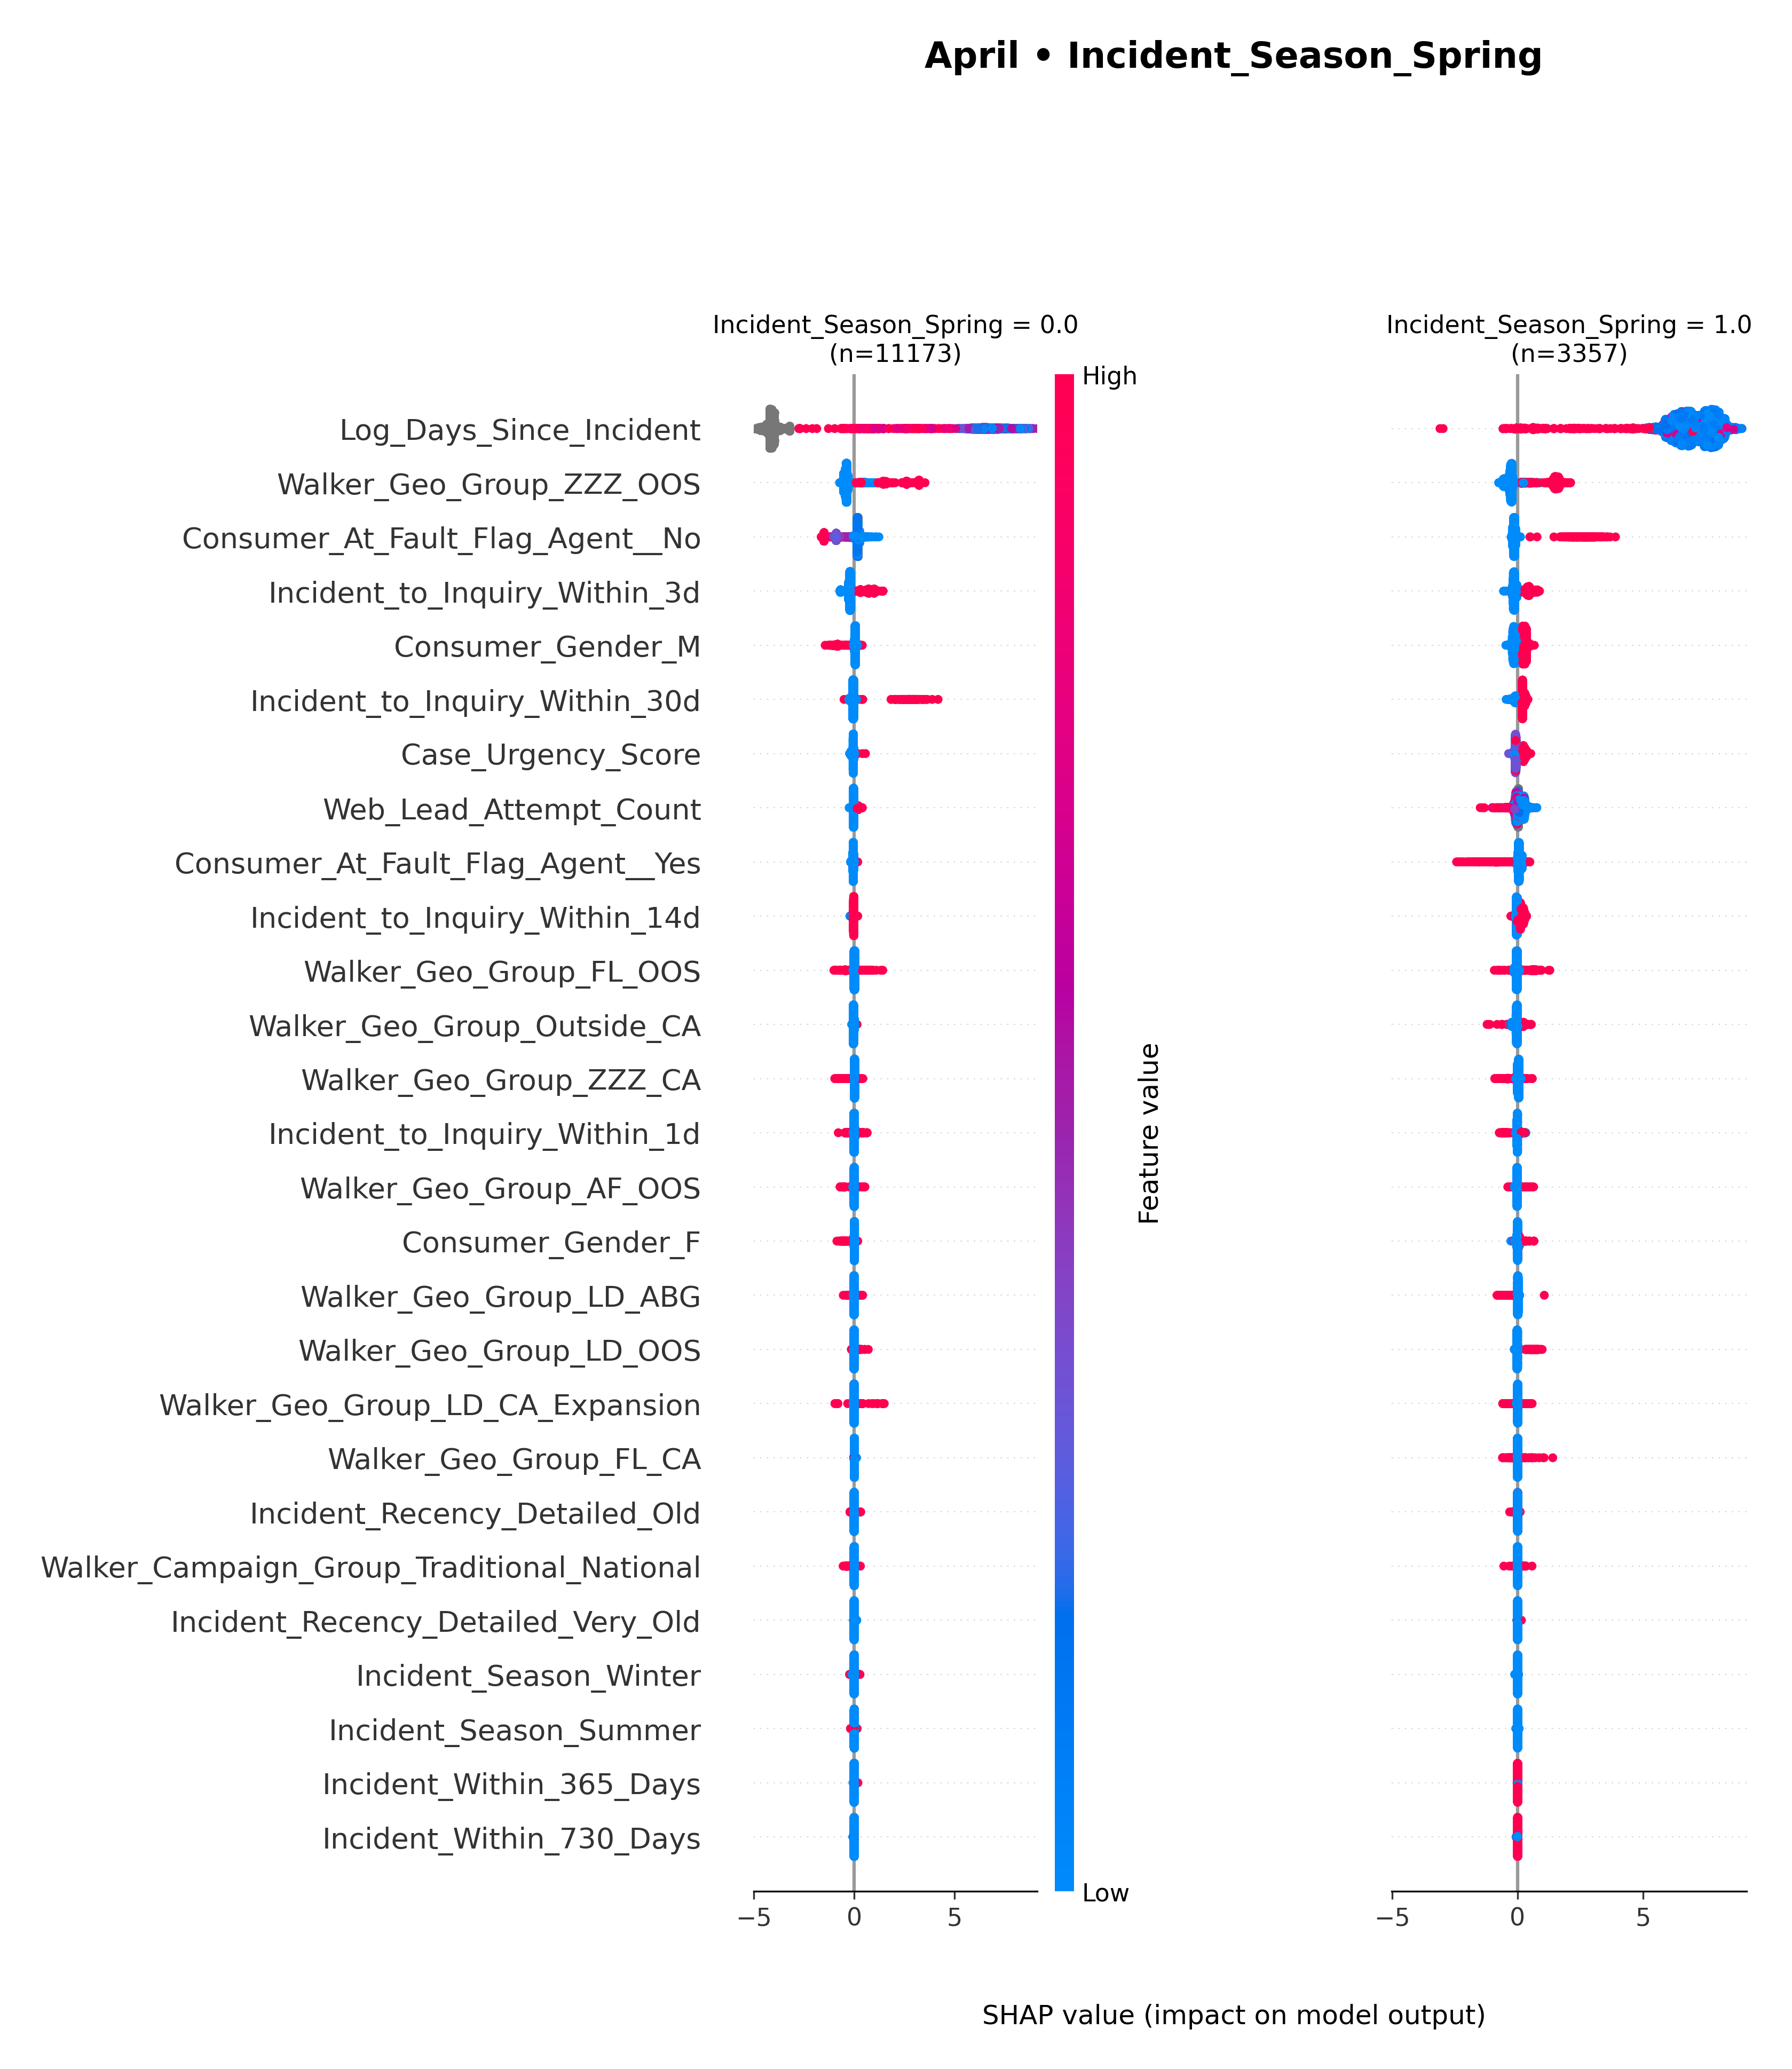 April • Incident_Season_Spring
Incident_Season_Spring = 0.0
(n=11173)
Incident_Season_Spring = 1.0
(n=3357)
High
Log_Days_Since_Incident
Walker_Geo_Group_ZZZ_OOS
Consumer_At_Fault_Flag_Agent__No
Incident_to_Inquiry_Within_3d
Consumer_Gender_M
Incident_to_Inquiry_Within_30d
Case_Urgency_Score
Web_Lead_Attempt_Count
Consumer_At_Fault_Flag_Agent__Yes
Incident_to_Inquiry_Within_14d
Walker_Geo_Group_FL_OOS
Walker_Geo_Group_Outside_CA
Walker_Geo_Group_ZZZ_CA
Incident_to_Inquiry_Within_1d
Walker_Geo_Group_AF_OOS
Consumer_Gender_F
Walker_Geo_Group_LD_ABG
Walker_Geo_Group_LD_OOS
Walker_Geo_Group_LD_CA_Expansion
Walker_Geo_Group_FL_CA
Incident_Recency_Detailed_Old
Walker_Campaign_Group_Traditional_National
Incident_Recency_Detailed_Very_Old
Incident_Season_Winter
Incident_Season_Summer
Incident_Within_365_Days
Incident_Within_730_Days
Feature value
Low
−5 0 5
−5 0 5
SHAP value (impact on model output)